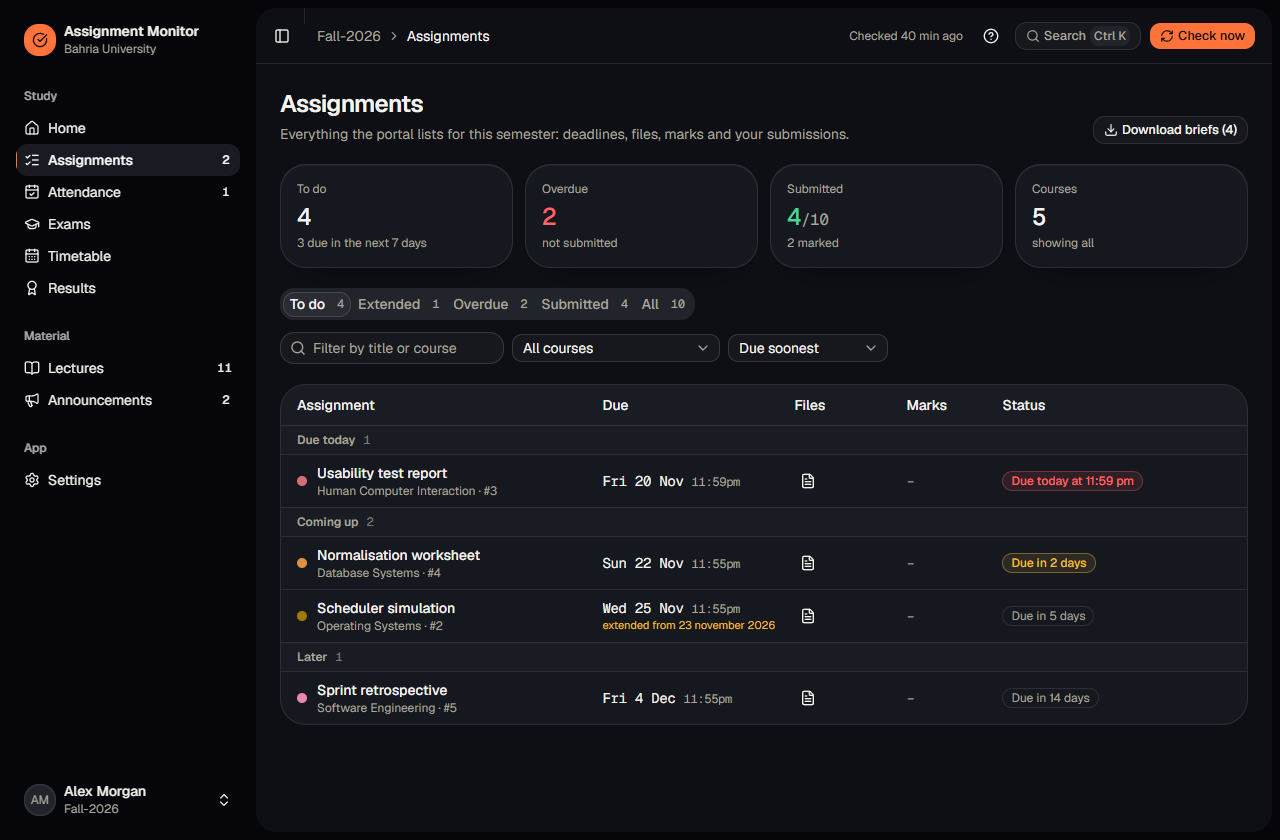 Assignment Monitor
Bahria University
Study
Home
Assignments 2
Attendance 1
Exams
Timetable
Results
Material
Lectures 11
Announcements 2
App
Settings
AM
Alex Morgan
Fall-2026
Fall-2026 > Assignments
Checked 40 min ago
Search Ctrl K
Check now
Assignments
Everything the portal lists for this semester: deadlines, files, marks and your submissions.
Download briefs (4)
To do
4
3 due in the next 7 days
Overdue
2
not submitted
Submitted
4/10
2 marked
Courses
5
showing all
To do 4 Extended 1 Overdue 2 Submitted 4 All 10
Filter by title or course
All courses
Due soonest
Assignment Due Files Marks Status
Due today 1
Usability test report
Human Computer Interaction · #3
Fri 20 Nov 11:59pm
–
Due today at 11:59 pm
Coming up 2
Normalisation worksheet
Database Systems · #4
Sun 22 Nov 11:55pm
–
Due in 2 days
Scheduler simulation
Operating Systems · #2
Wed 25 Nov 11:55pm
extended from 23 november 2026
–
Due in 5 days
Later 1
Sprint retrospective
Software Engineering · #5
Fri 4 Dec 11:55pm
–
Due in 14 days